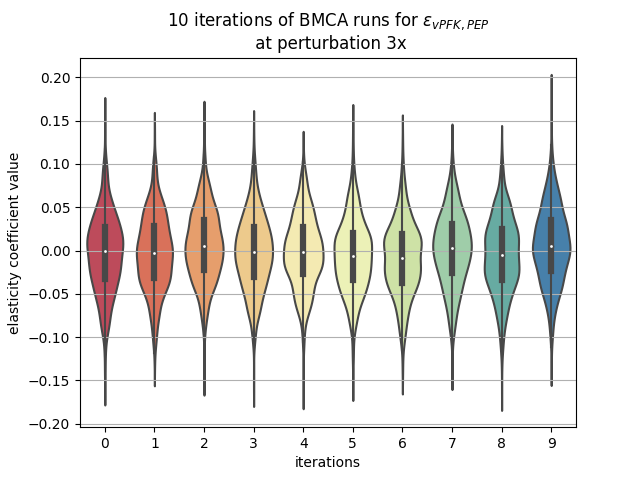 10 iterations of BMCA runs for ε_{vPFK, PEP}
at perturbation 3x
elasticity coefficient value
0.20
0.15
0.10
0.05
0.00
−0.05
−0.10
−0.15
−0.20
0 1 2 3 4 5 6 7 8 9
iterations